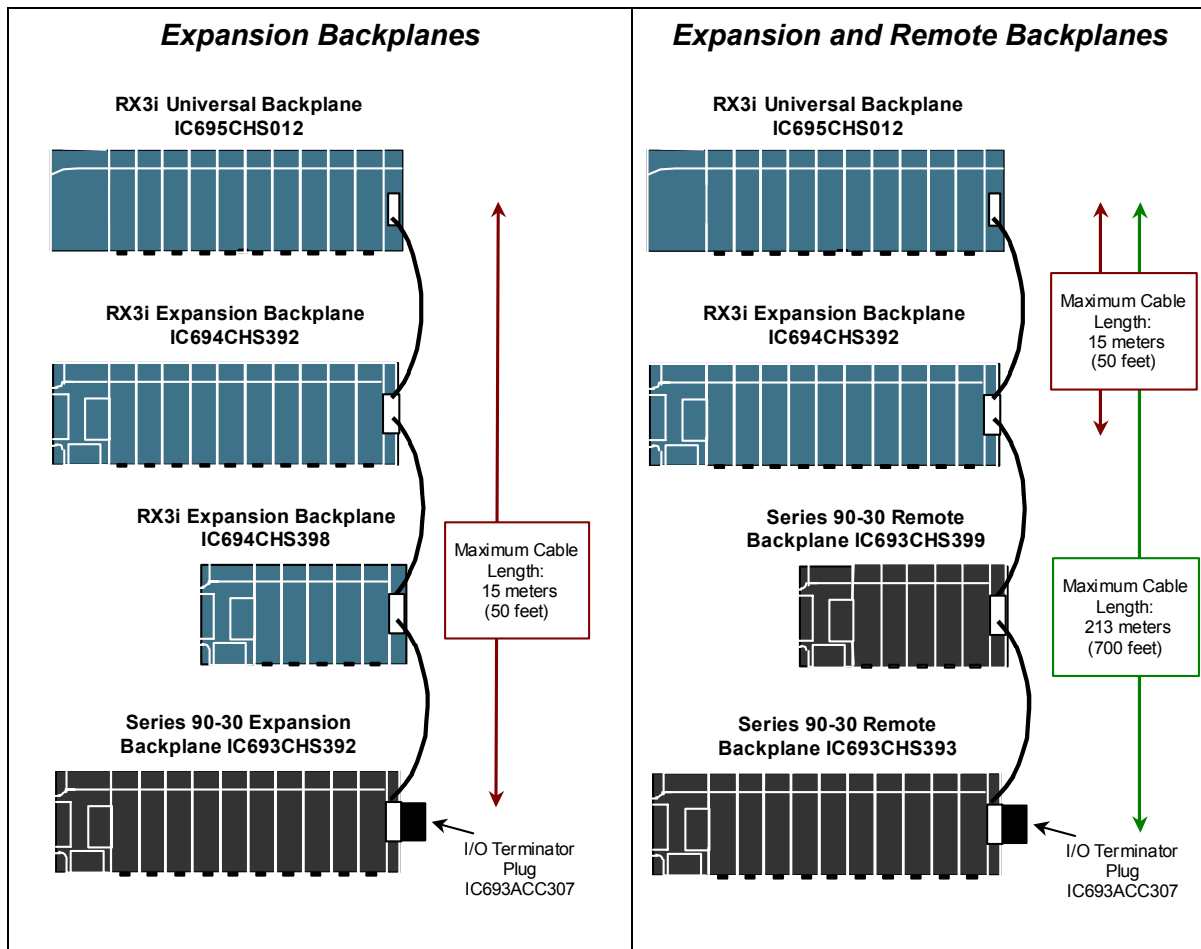 Expansion Backplanes
RX3i Universal Backplane
IC695CHS012
RX3i Expansion Backplane
IC694CHS392
RX3i Expansion Backplane
IC694CHS398
Maximum Cable
Length:
15 meters
(50 feet)
Series 90-30 Expansion
Backplane IC693CHS392
I/O Terminator
Plug
IC693ACC307
Expansion and Remote Backplanes
RX3i Universal Backplane
IC695CHS012
Maximum Cable
Length:
15 meters
(50 feet)
RX3i Expansion Backplane
IC694CHS392
Series 90-30 Remote
Backplane IC693CHS399
Maximum Cable
Length:
213 meters
(700 feet)
Series 90-30 Remote
Backplane IC693CHS393
I/O Terminator
Plug
IC693ACC307